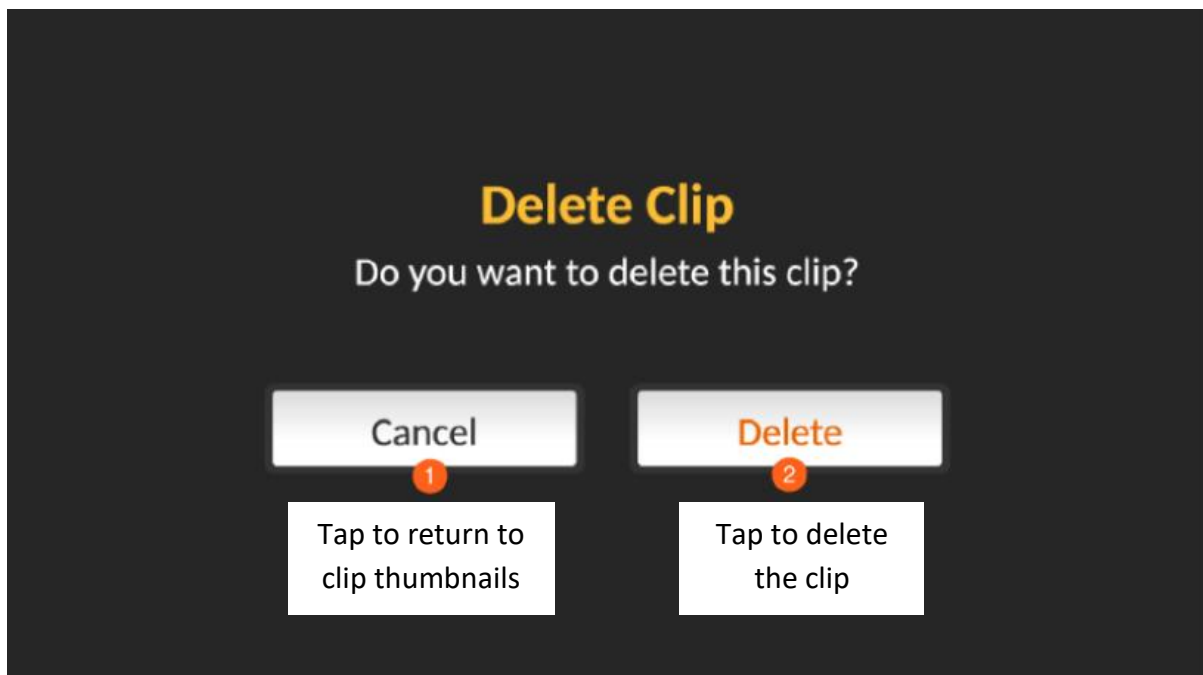 Delete Clip
Do you want to delete this clip?
Cancel
Delete
1
2
Tap to return to
clip thumbnails
Tap to delete
the clip